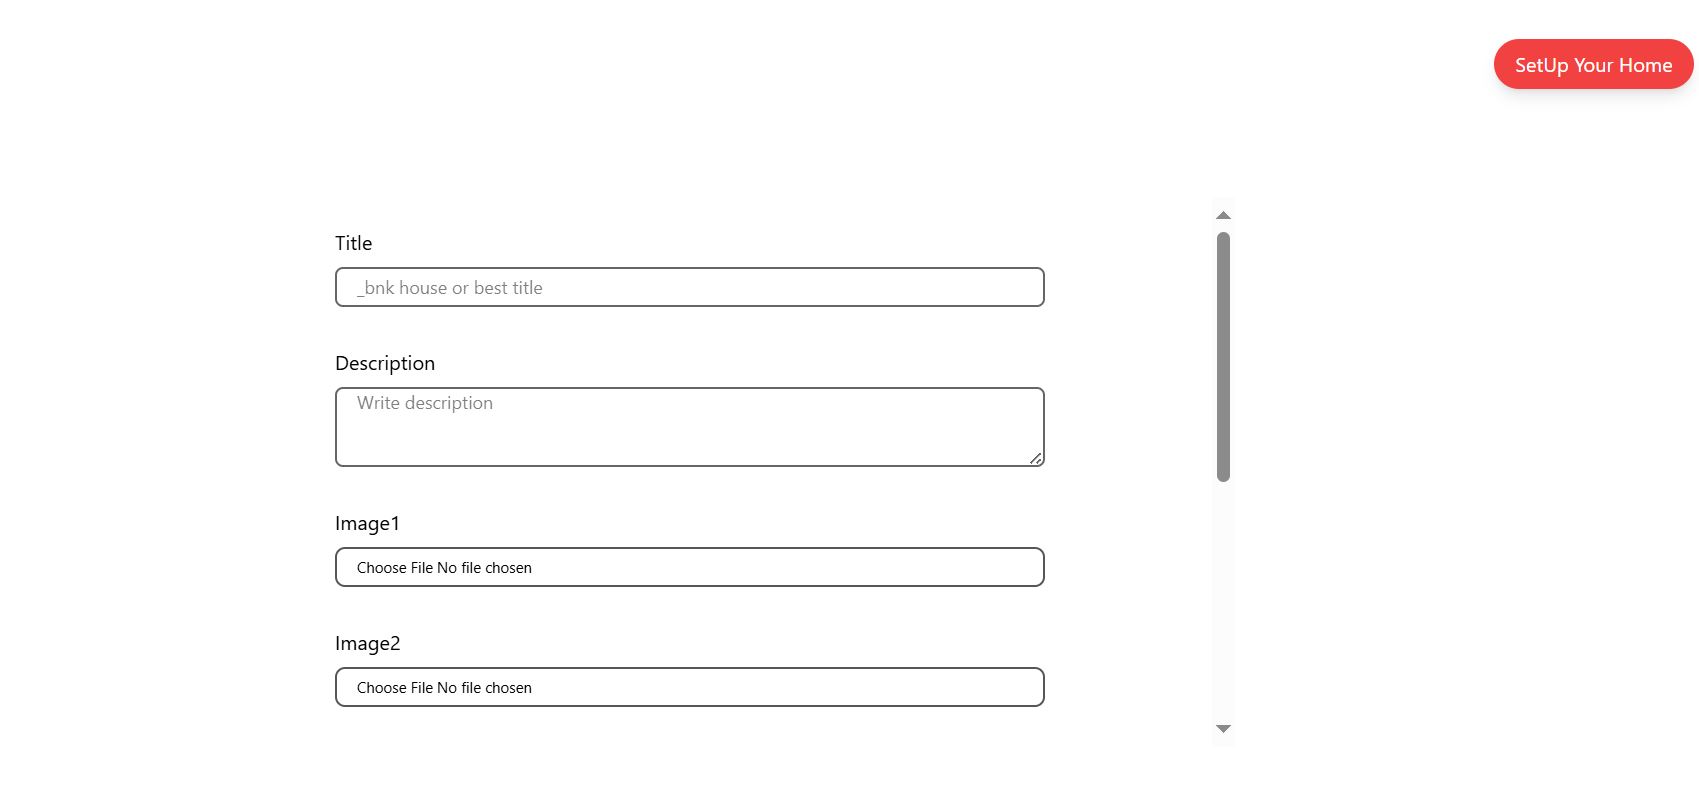 SetUp Your Home
Title
_bnk house or best title
Description
Write description
Image1
Choose File No file chosen
Image2
Choose File No file chosen